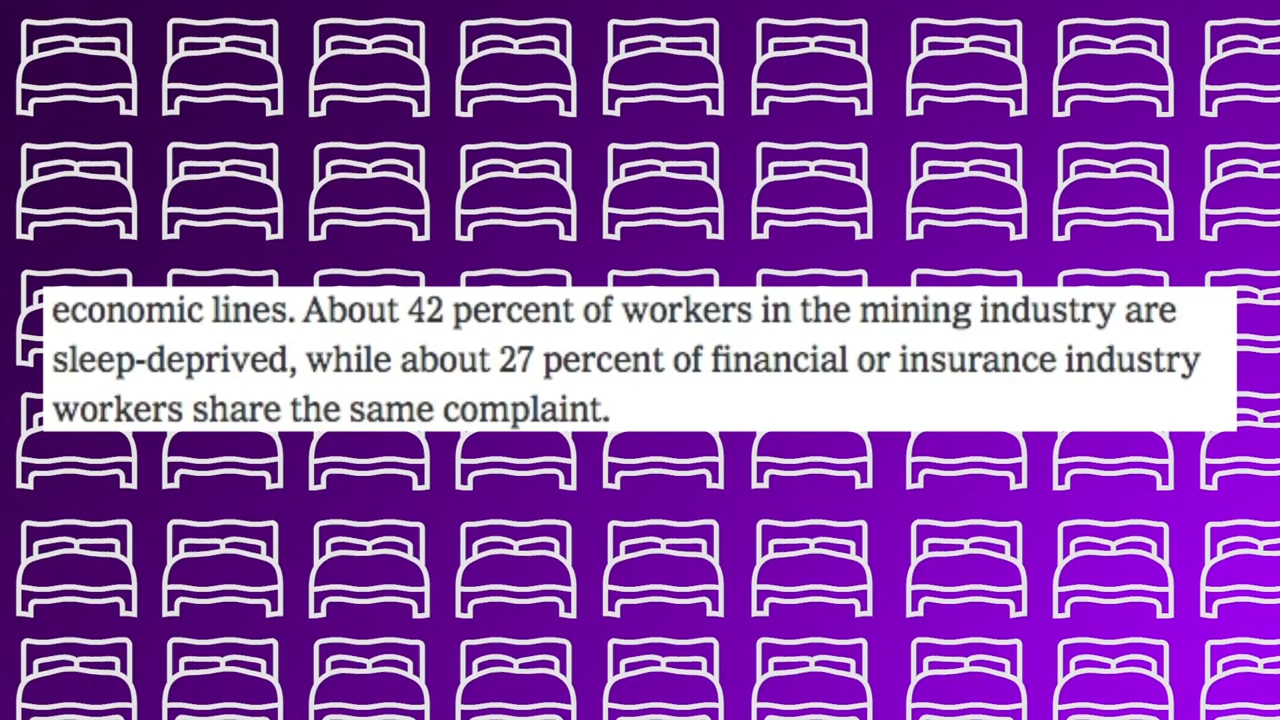 economic lines. About 42 percent of workers in the mining industry are
sleep-deprived, while about 27 percent of financial or insurance industry
workers share the same complaint.